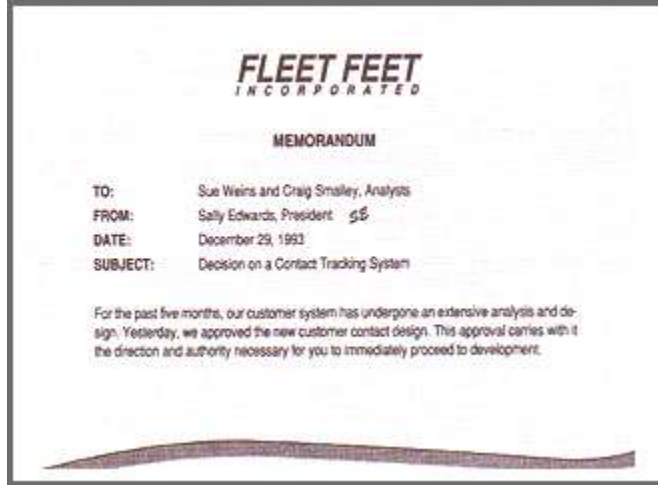 FLEET FEET
INCORPORATED
MEMORANDUM
TO: Sue Weins and Craig Smalley, Analysts
FROM: Sally Edwards, President SE
DATE: December 29, 1993
SUBJECT: Decision on a Contact Tracking System
For the past five months, our customer system has undergone an extensive analysis and de-
sign. Yesterday, we approved the new customer contact design. This approval carries with it
the direction and authority necessary for you to immediately proceed to development.